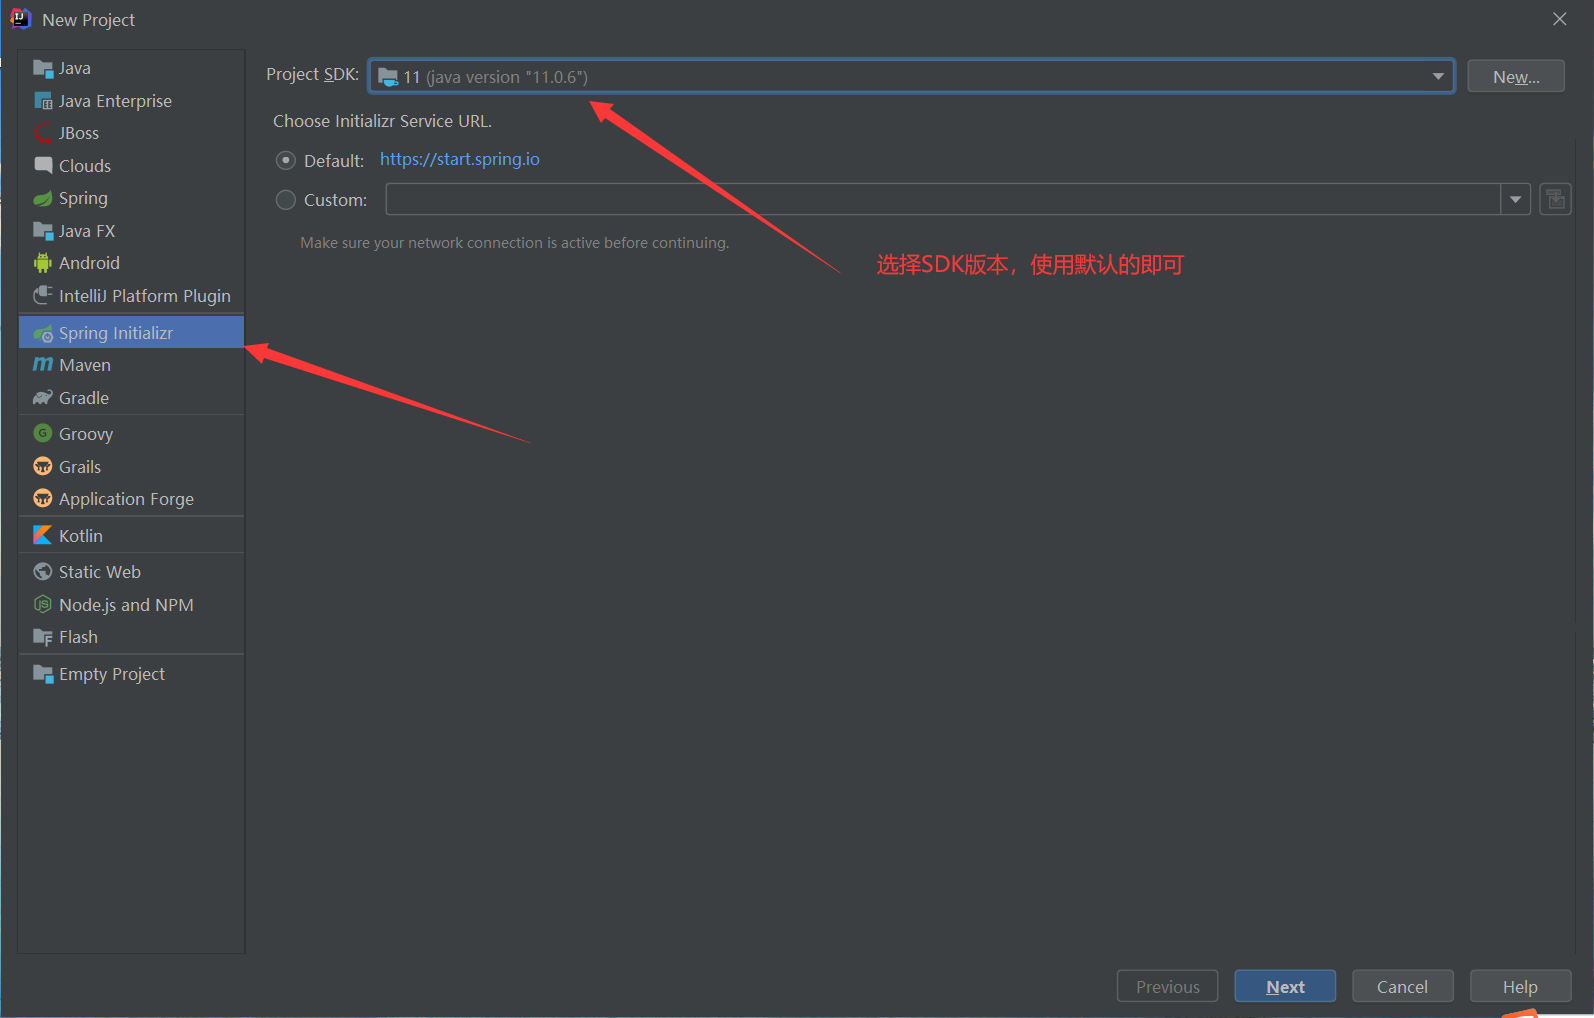 New Project
Java
Java Enterprise
JBoss
Clouds
Spring
Java FX
Android
IntelliJ Platform Plugin
Spring Initializr
Maven
Gradle
Groovy
Grails
Application Forge
Kotlin
Static Web
Node.js and NPM
Flash
Empty Project
Project SDK: 11 (java version "11.0.6") New...
Choose Initializr Service URL.
Default: https://start.spring.io
Custom:
Make sure your network connection is active before continuing.
选择SDK版本，使用默认的即可
Previous Next Cancel Help